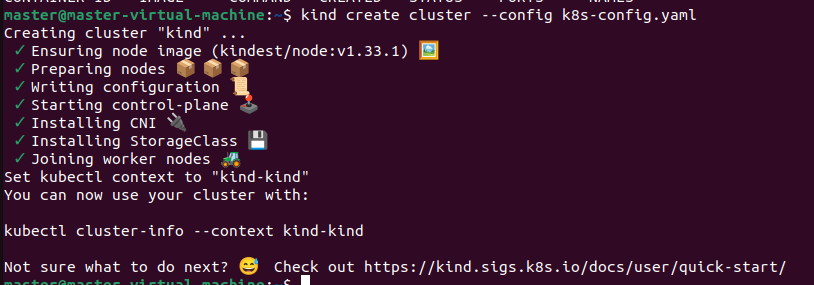 CONTAINER ID IMAGE COMMAND CREATED STATUS PORTS NAMES
master@master-virtual-machine:~$ kind create cluster --config k8s-config.yaml
Creating cluster "kind" ...
✓ Ensuring node image (kindest/node:v1.33.1) 🖼
✓ Preparing nodes 📦 📦 📦
✓ Writing configuration 📜
✓ Starting control-plane 🕹️
✓ Installing CNI 🔌
✓ Installing StorageClass 💾
✓ Joining worker nodes 🚜
Set kubectl context to "kind-kind"
You can now use your cluster with:

kubectl cluster-info --context kind-kind

Not sure what to do next? 😅 Check out https://kind.sigs.k8s.io/docs/user/quick-start/
master@master-virtual-machine:~$